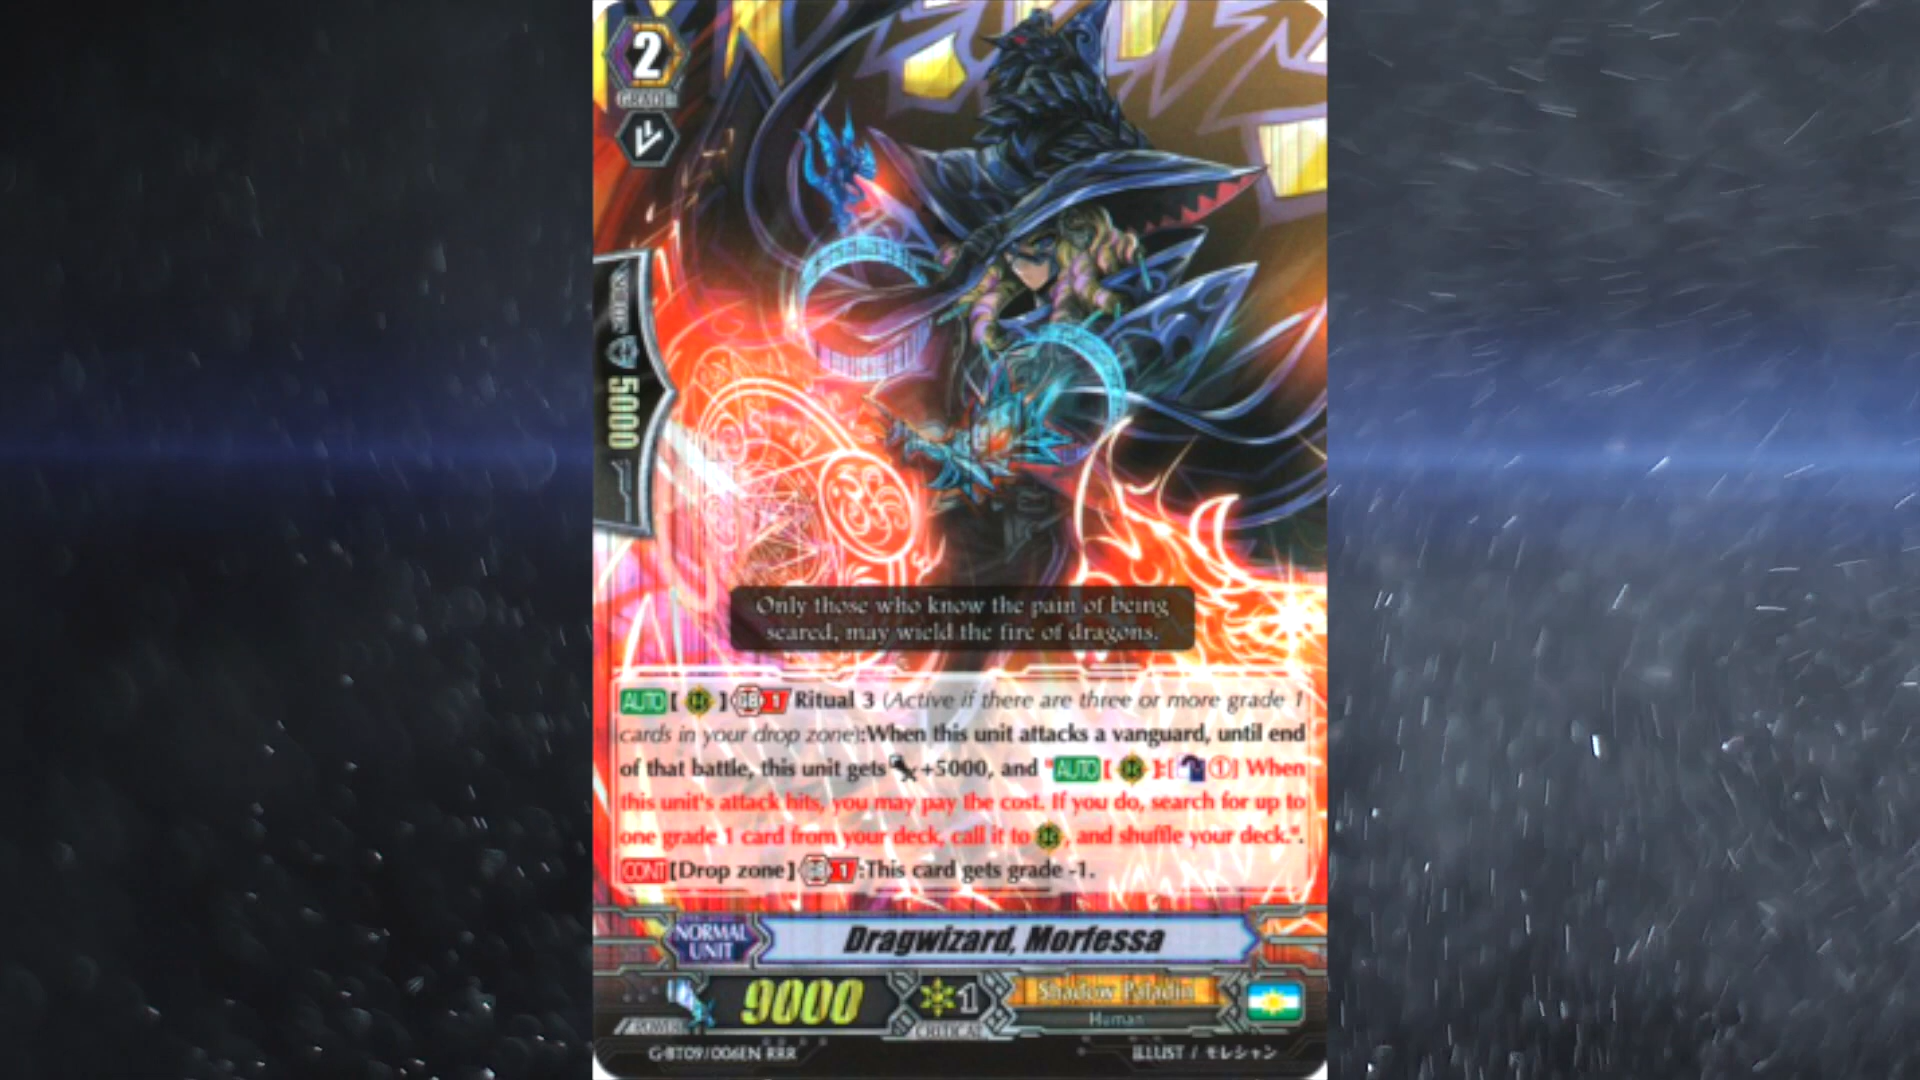 2
GRADE
5000
Only those who know the pain of being
seared, may wield the fire of dragons.
AUTO [ ] GB 1 Ritual 3 (Active if there are three or more grade 1
cards in your drop zone):When this unit attacks a vanguard, until end
of that battle, this unit gets +5000, and "AUTO [ ]:[ ①] When
this unit's attack hits, you may pay the cost. If you do, search for up to
one grade 1 card from your deck, call it to , and shuffle your deck.".
CONT [Drop zone] GB 1 :This card gets grade -1.
NORMAL
UNIT
Dragwizard, Morfessa
POWER
9000
1
CRITICAL
Shadow Paladin
Human
G-BT09/006EN RRR
ILLUST / モレシャン